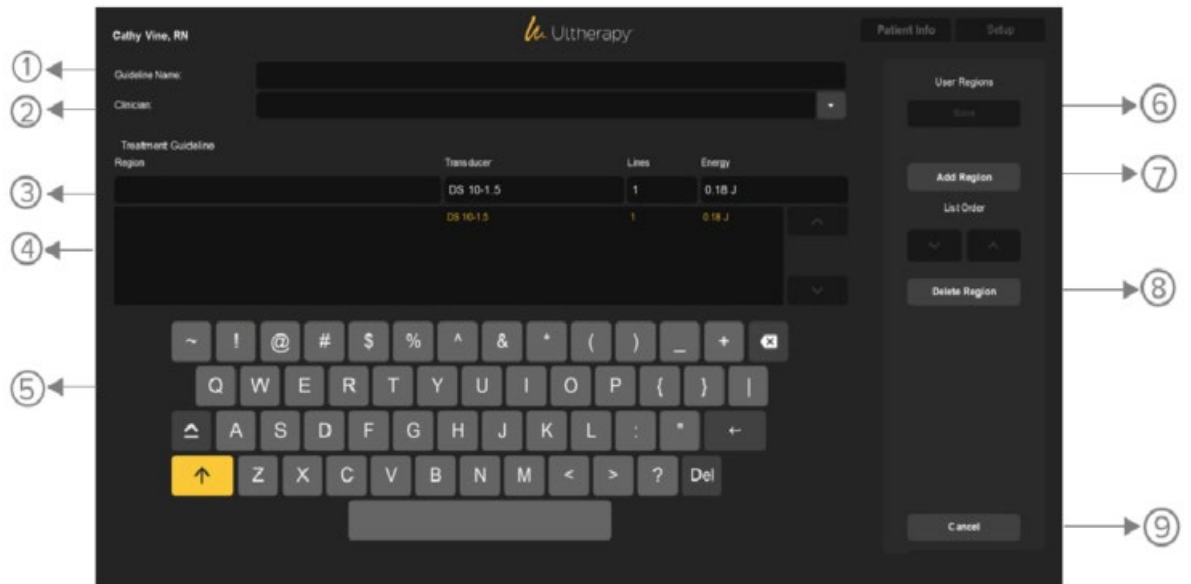 Cathy Vine, RN Ultherapy Patient Info Setup
① Guideline Name: User Regions
② Clinician: Save ⑥
Treatment Guideline
Region Transducer Lines Energy
③ DS 10-1.5 1 0.18 J Add Region ⑦
④ DS 10-1.5 1 0.18 J List Order
Delete Region ⑧
~ ! @ # $ % ^ & * ( ) _ +
⑤ Q W E R T Y U I O P { } |
A S D F G H J K L : "
Z X C V B N M < > ? Del
Cancel ⑨